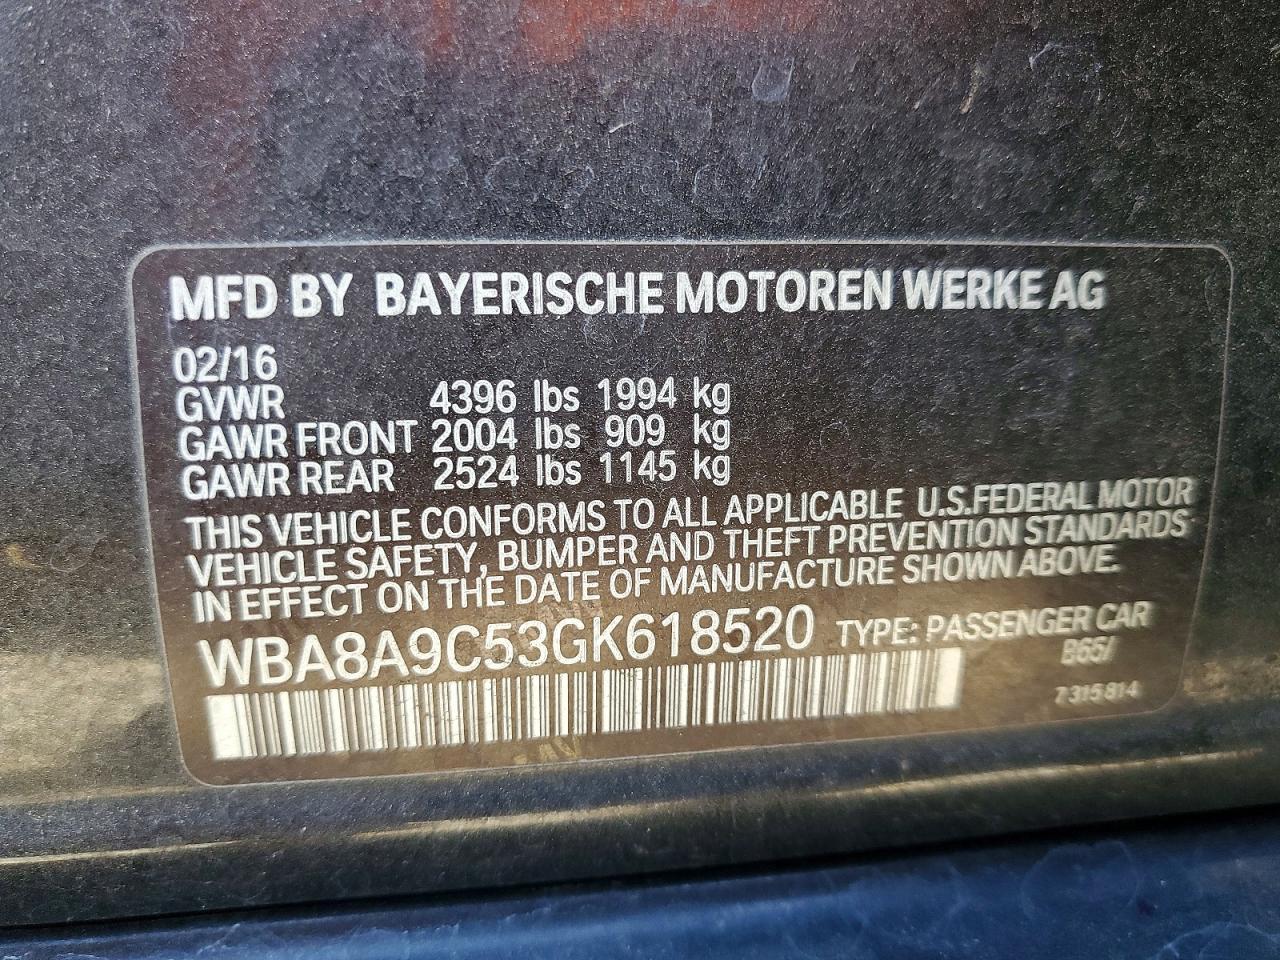 MFD BY BAYERISCHE MOTOREN WERKE AG
02/16
GVWR 4396 lbs 1994 kg
GAWR FRONT 2004 lbs 909 kg
GAWR REAR 2524 lbs 1145 kg
THIS VEHICLE CONFORMS TO ALL APPLICABLE U.S.FEDERAL MOTOR
VEHICLE SAFETY, BUMPER AND THEFT PREVENTION STANDARDS
IN EFFECT ON THE DATE OF MANUFACTURE SHOWN ABOVE.
WBA8A9C53GK618520 TYPE: PASSENGER CAR
B65/
7 315 814